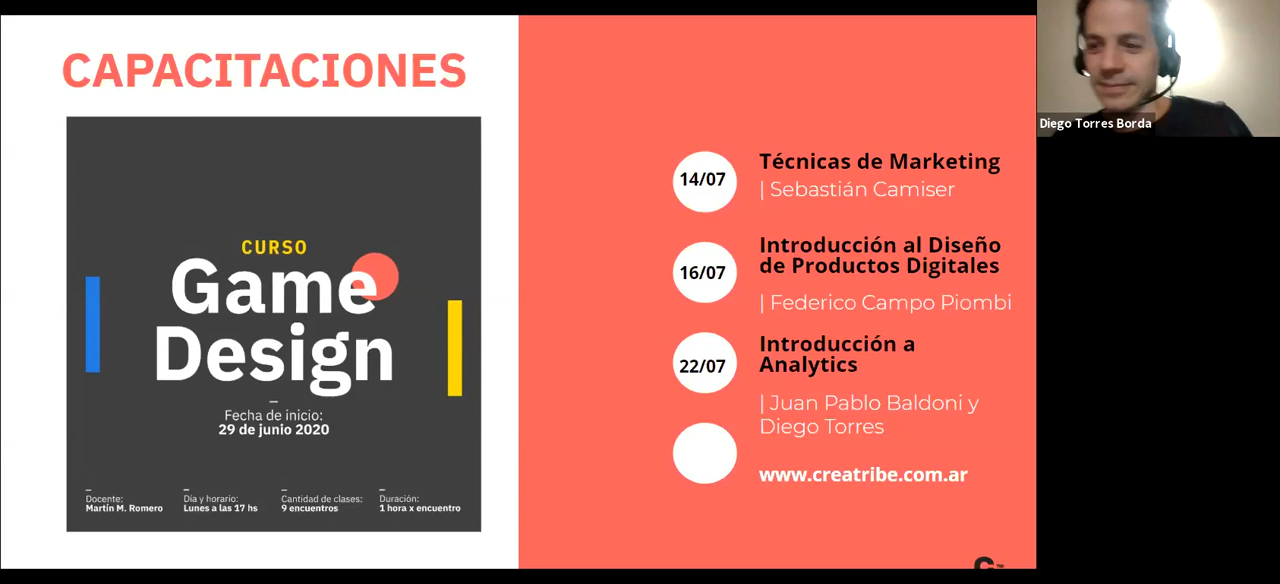 CAPACITACIONES
CURSO
Game
Design
Fecha de inicio:
29 de junio 2020
Docente:
Martín M. Romero
Día y horario:
Lunes a las 17 hs
Cantidad de clases:
9 encuentros
Duración:
1 hora x encuentro
14/07
Técnicas de Marketing
| Sebastián Camiser
16/07
Introducción al Diseño
de Productos Digitales
| Federico Campo Piombi
22/07
Introducción a
Analytics
| Juan Pablo Baldoni y
Diego Torres
www.creatribe.com.ar
Diego Torres Borda